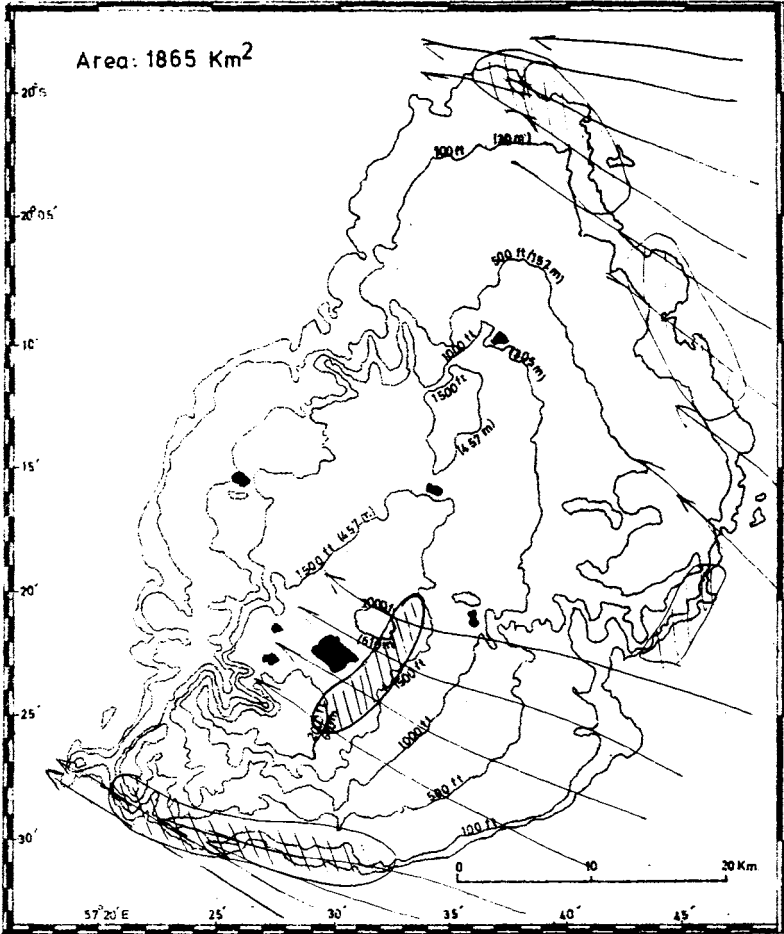 Area: 1865 Km²
20°S
100 ft (30 m)
20°05'
500 ft (152 m)
10'
1000 ft
(305 m)
1500 ft
(457 m)
15'
1500 ft (457 m)
20'
2000 ft
1500 ft
25'
1000 ft
500 ft
100 ft
30'
0 10 20 Km
57°20'E 25' 30' 35' 40' 45'